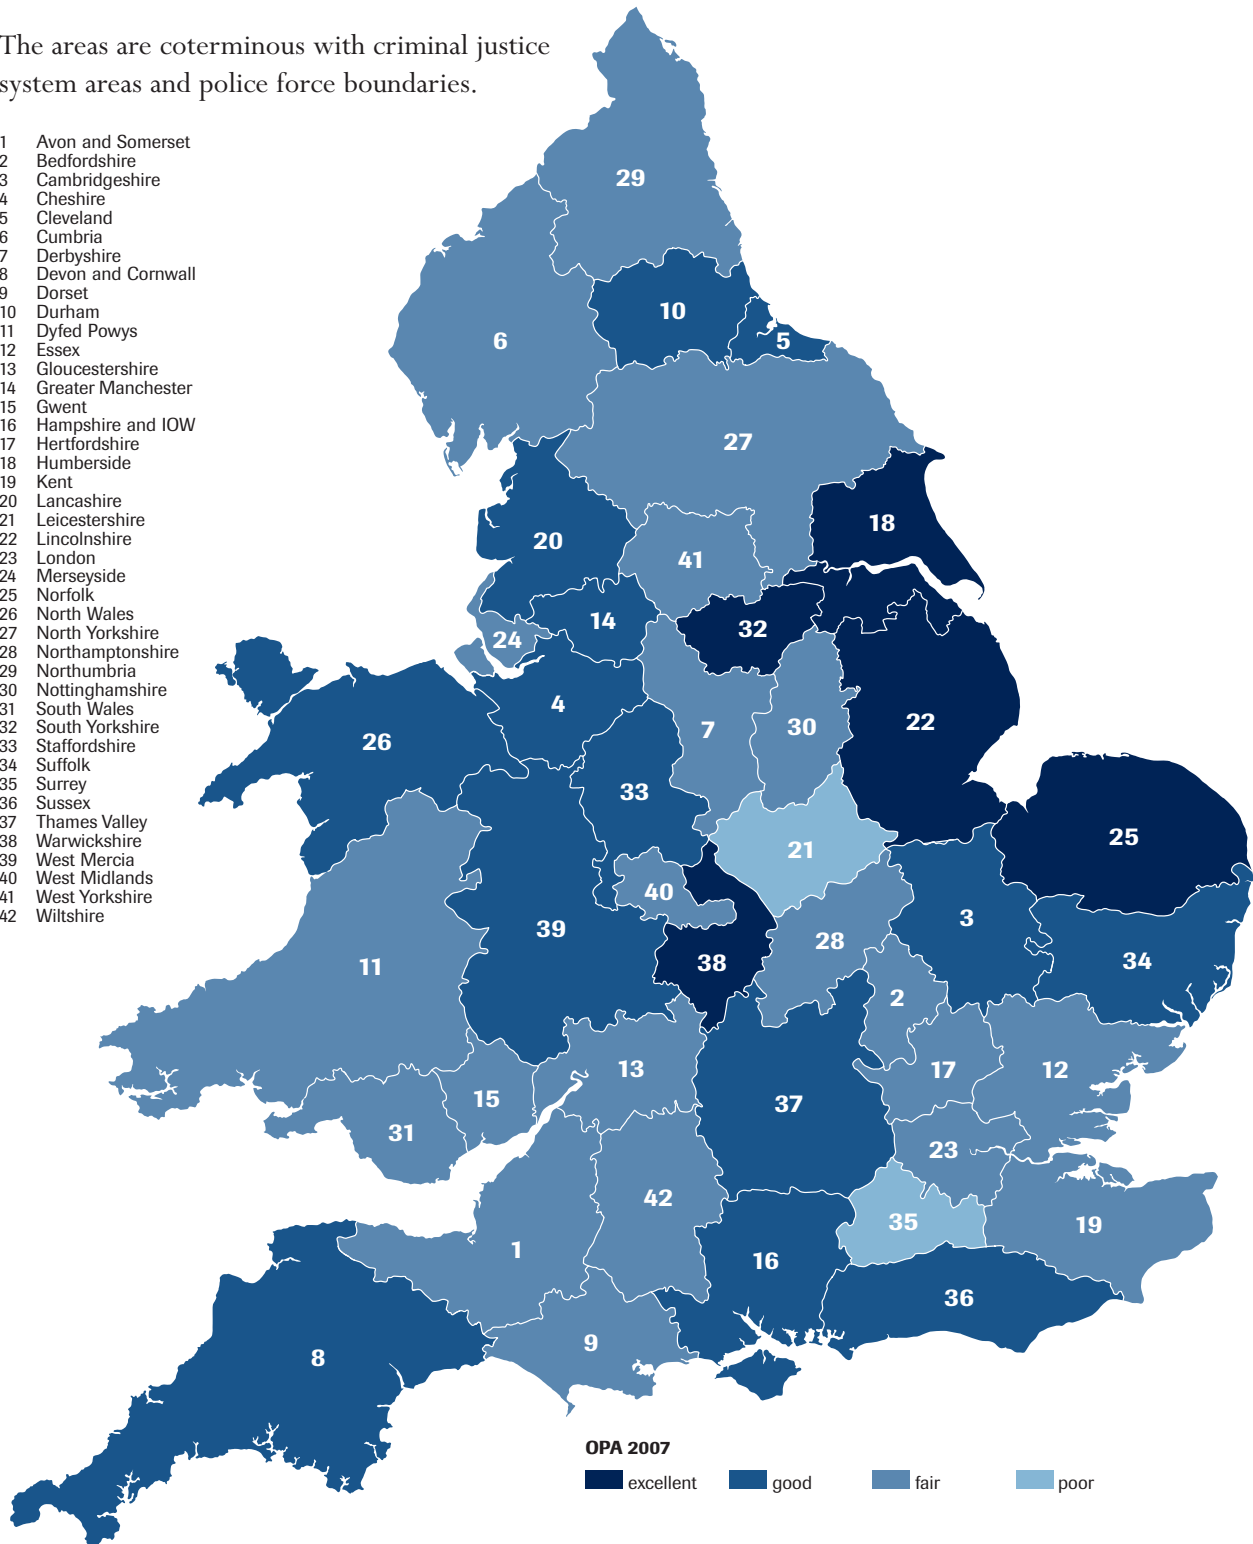 The areas are coterminous with criminal justice
system areas and police force boundaries.
1 Avon and Somerset
2 Bedfordshire
3 Cambridgeshire
4 Cheshire
5 Cleveland
6 Cumbria
7 Derbyshire
8 Devon and Cornwall
9 Dorset
10 Durham
11 Dyfed Powys
12 Essex
13 Gloucestershire
14 Greater Manchester
15 Gwent
16 Hampshire and IOW
17 Hertfordshire
18 Humberside
19 Kent
20 Lancashire
21 Leicestershire
22 Lincolnshire
23 London
24 Merseyside
25 Norfolk
26 North Wales
27 North Yorkshire
28 Northamptonshire
29 Northumbria
30 Nottinghamshire
31 South Wales
32 South Yorkshire
33 Staffordshire
34 Suffolk
35 Surrey
36 Sussex
37 Thames Valley
38 Warwickshire
39 West Mercia
40 West Midlands
41 West Yorkshire
42 Wiltshire
29
10
5
6
27
18
20
41
14
32
24
4
7
30
22
26
33
25
21
40
3
39
28
38
34
11
2
13
17
12
15
37
31
23
42
35
19
1
16
36
9
8
OPA 2007
excellent good fair poor